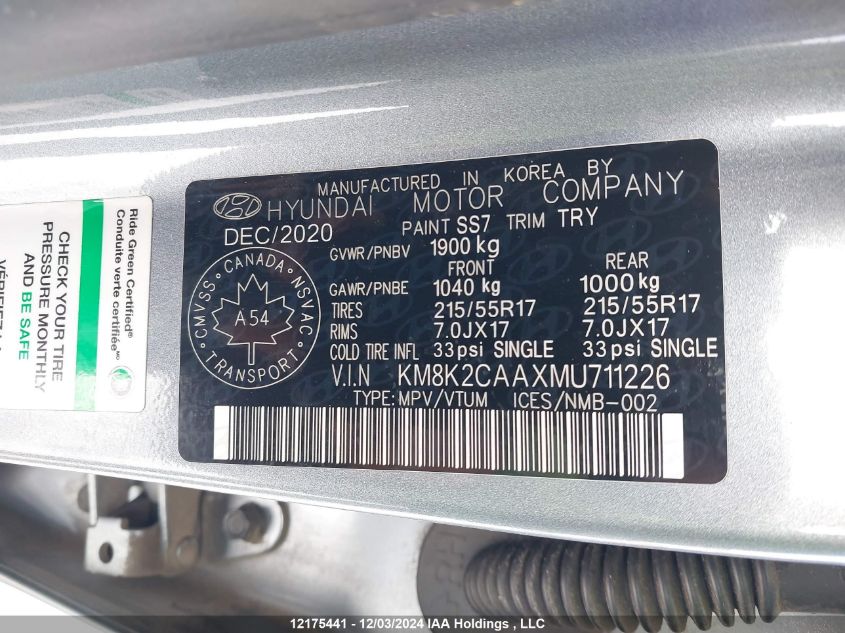 MANUFACTURED IN KOREA BY
HYUNDAI MOTOR COMPANY
DEC/2020 PAINT SS7 TRIM TRY
GVWR/PNBV 1900 kg
FRONT REAR
GAWR/PNBE 1040 kg 1000 kg
TIRES 215/55R17 215/55R17
RIMS 7.0JX17 7.0JX17
COLD TIRE INFL 33psi SINGLE 33psi SINGLE
V.I.N KM8K2CAAXMU711226
TYPE:MPV/VTUM ICES/NMB-002
CMVSS · CANADA · NSVAC
A 54
TRANSPORT
Ride Green Certified®
Conduite verte certifiée MC
CHECK YOUR TIRE
PRESSURE MONTHLY
AND BE SAFE
12175441 - 12/03/2024 IAA Holdings , LLC